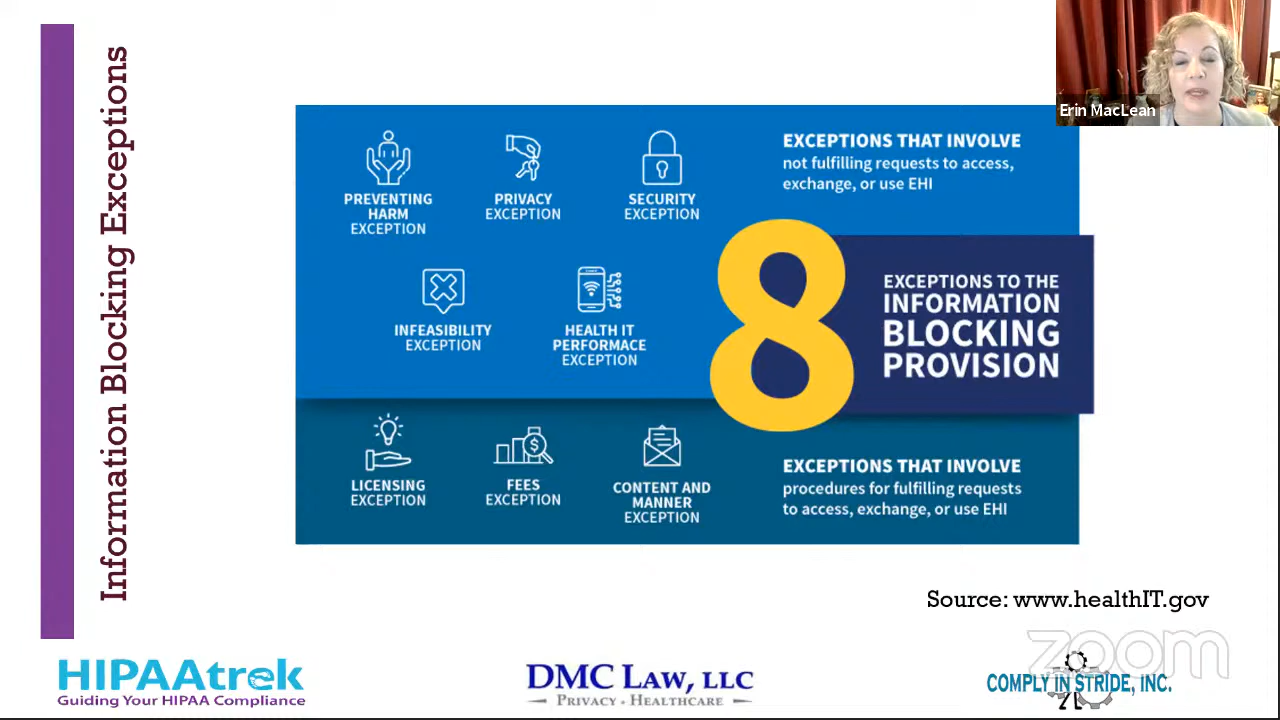 Information Blocking Exceptions
Erin MacLean
PREVENTING
HARM
EXCEPTION
PRIVACY
EXCEPTION
SECURITY
EXCEPTION
EXCEPTIONS THAT INVOLVE
not fulfilling requests to access,
exchange, or use EHI
INFEASIBILITY
EXCEPTION
HEALTH IT
PERFORMACE
EXCEPTION
8
EXCEPTIONS TO THE
INFORMATION
BLOCKING
PROVISION
LICENSING
EXCEPTION
FEES
EXCEPTION
CONTENT AND
MANNER
EXCEPTION
EXCEPTIONS THAT INVOLVE
procedures for fulfilling requests
to access, exchange, or use EHI
Source: www.healthIT.gov
zoom
HIPAAtrek
Guiding Your HIPAA Compliance
DMC LAW, LLC
PRIVACY • HEALTHCARE
COMPLY IN STRIDE, INC.